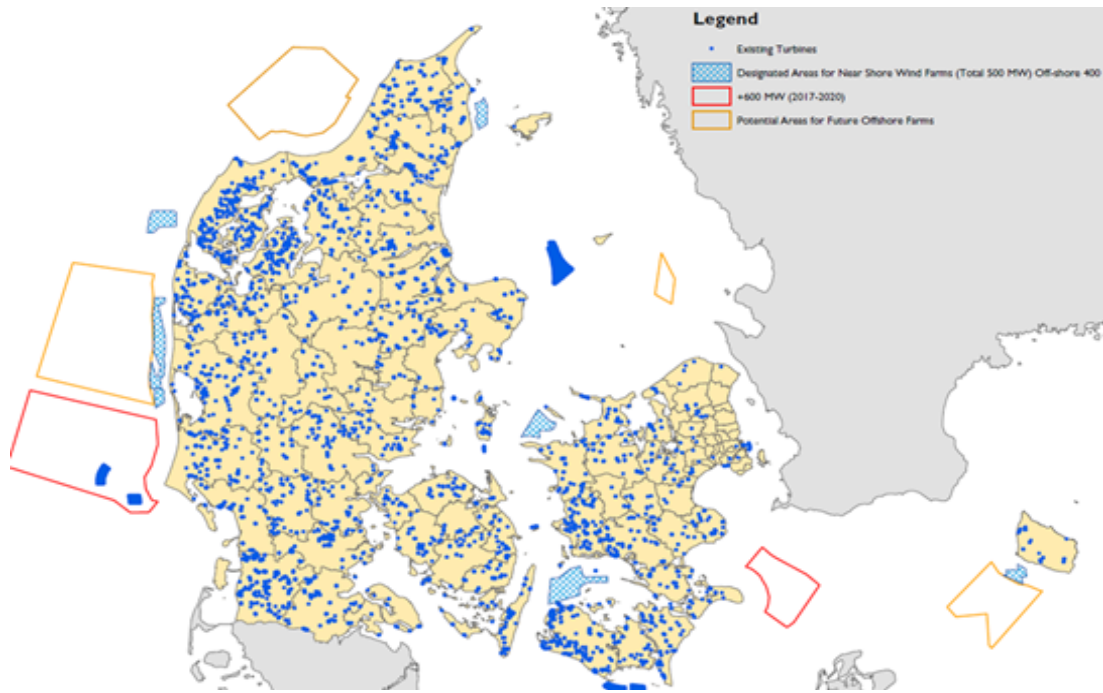 Legend
Existing Turbines
Designated Areas for Near Shore Wind Farms (Total 500 MW) Off-shore 400
+600 MW (2017-2020)
Potential Areas for Future Offshore Farms